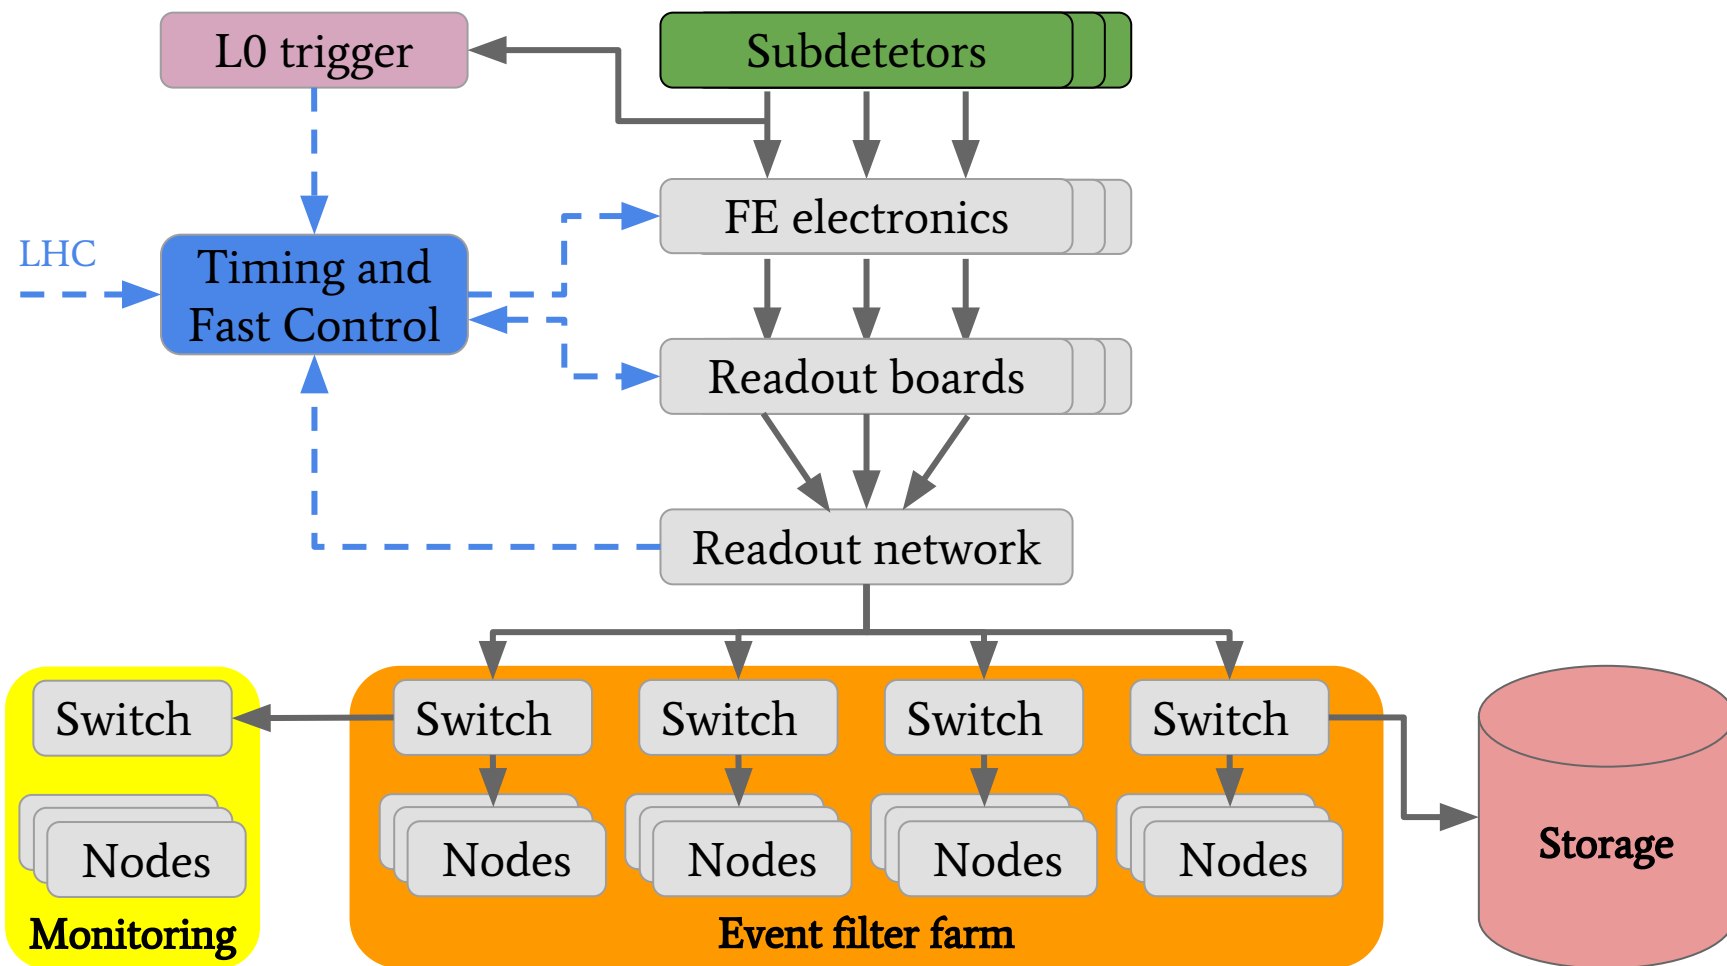 L0 trigger
Subdetetors
FE electronics
LHC
Timing and
Fast Control
Readout boards
Readout network
Switch
Switch
Switch
Switch
Switch
Nodes
Nodes
Nodes
Nodes
Nodes
Storage
Monitoring
Event filter farm